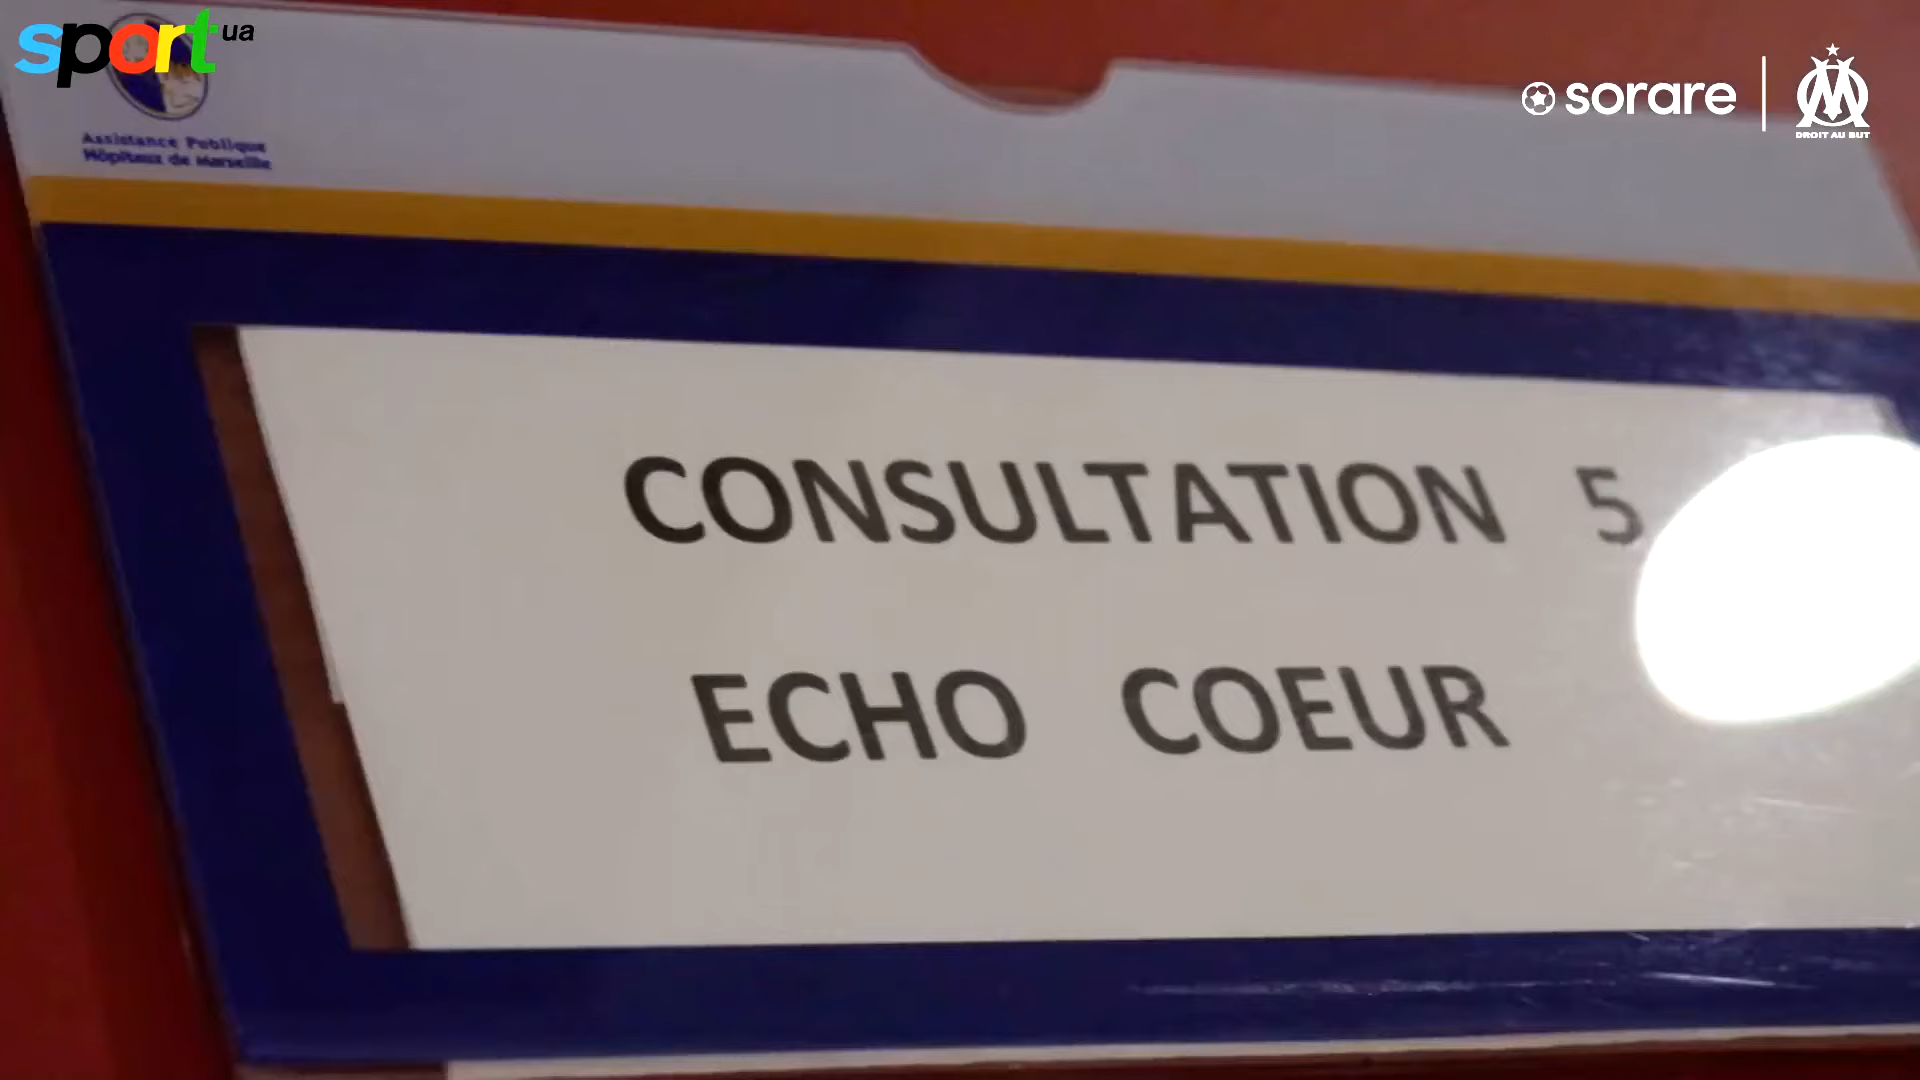 sport ua
sorare
DROIT AU BUT
Assistance Publique
Hôpitaux de Marseille
CONSULTATION 5
ECHO COEUR